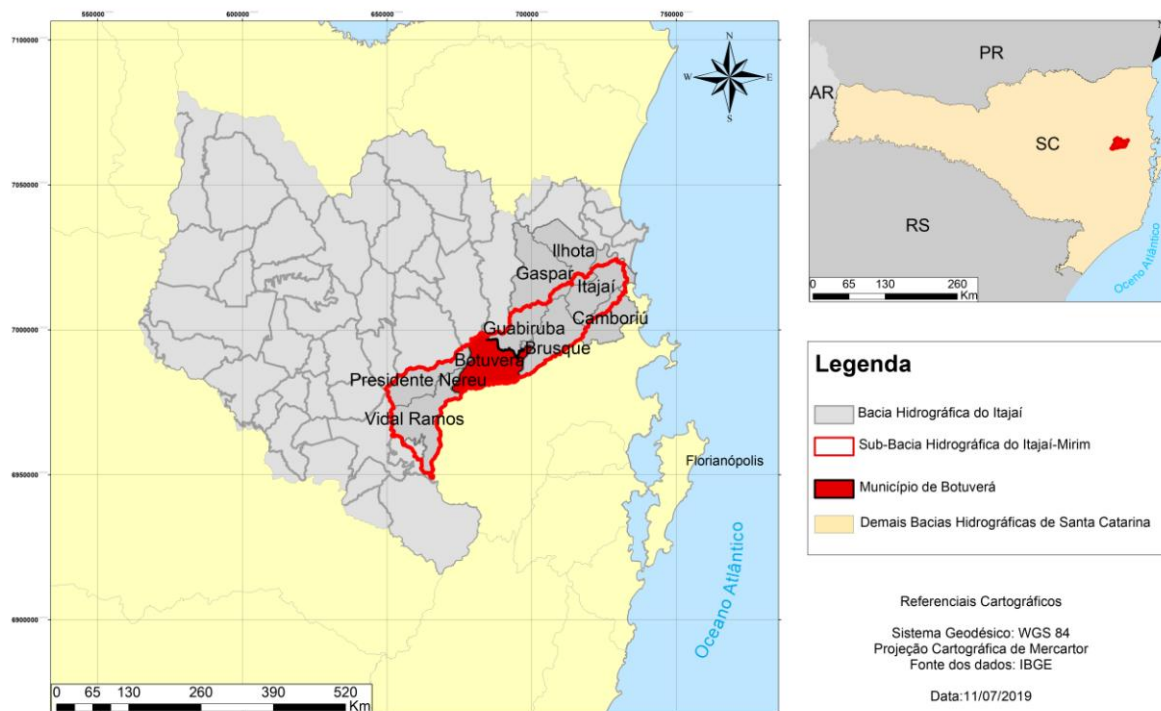 550000 600000 650000 700000 750000
7100000
7050000
7000000
6950000
6900000
N
W E
S
Ilhota
Gaspar
Itajaí
Camboriú
Guabiruba
Brusque
Botuverá
Presidente Nereu
Vidal Ramos
Florianópolis
Oceano Atlântico
0 65 130 260 390 520
Km
PR
AR
SC
RS
Oceno Atlântico
0 65 130 260
Km
Legenda
Bacia Hidrográfica do Itajaí
Sub-Bacia Hidrográfica do Itajaí-Mirim
Município de Botuverá
Demais Bacias Hidrográficas de Santa Catarina
Referenciais Cartográficos
Sistema Geodésico: WGS 84
Projeção Cartográfica de Mercartor
Fonte dos dados: IBGE
Data:11/07/2019